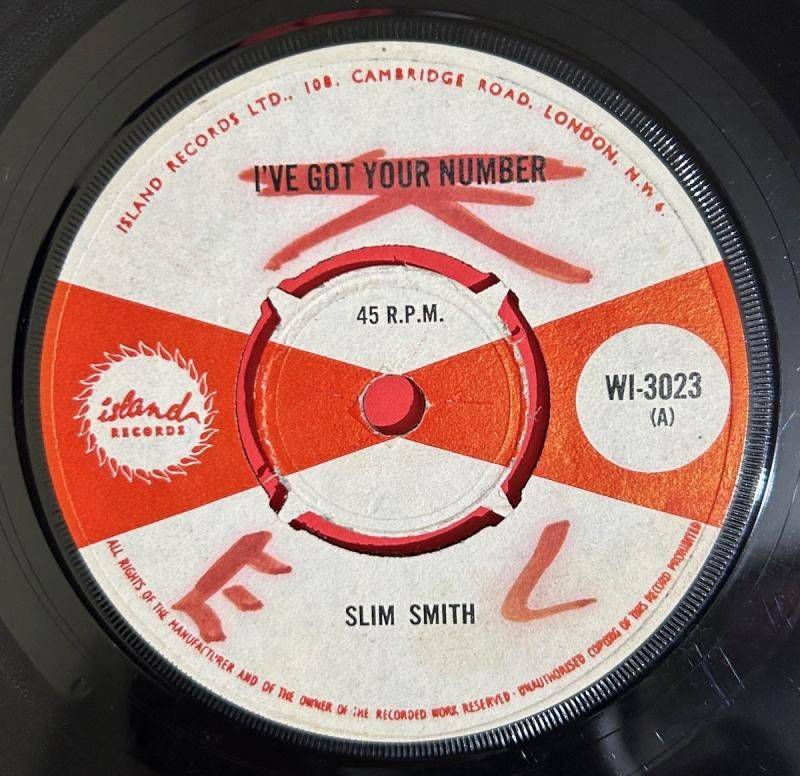 ISLAND RECORDS LTD., 108, CAMBRIDGE ROAD, LONDON, N.W.6.
I'VE GOT YOUR NUMBER
45 R.P.M.
island
RECORDS
WI-3023
(A)
E L
SLIM SMITH
ALL RIGHTS OF THE MANUFACTURER AND OF THE OWNER OF THE RECORDED WORK RESERVED · UNAUTHORISED COPYING OF THIS RECORD PROHIBITED